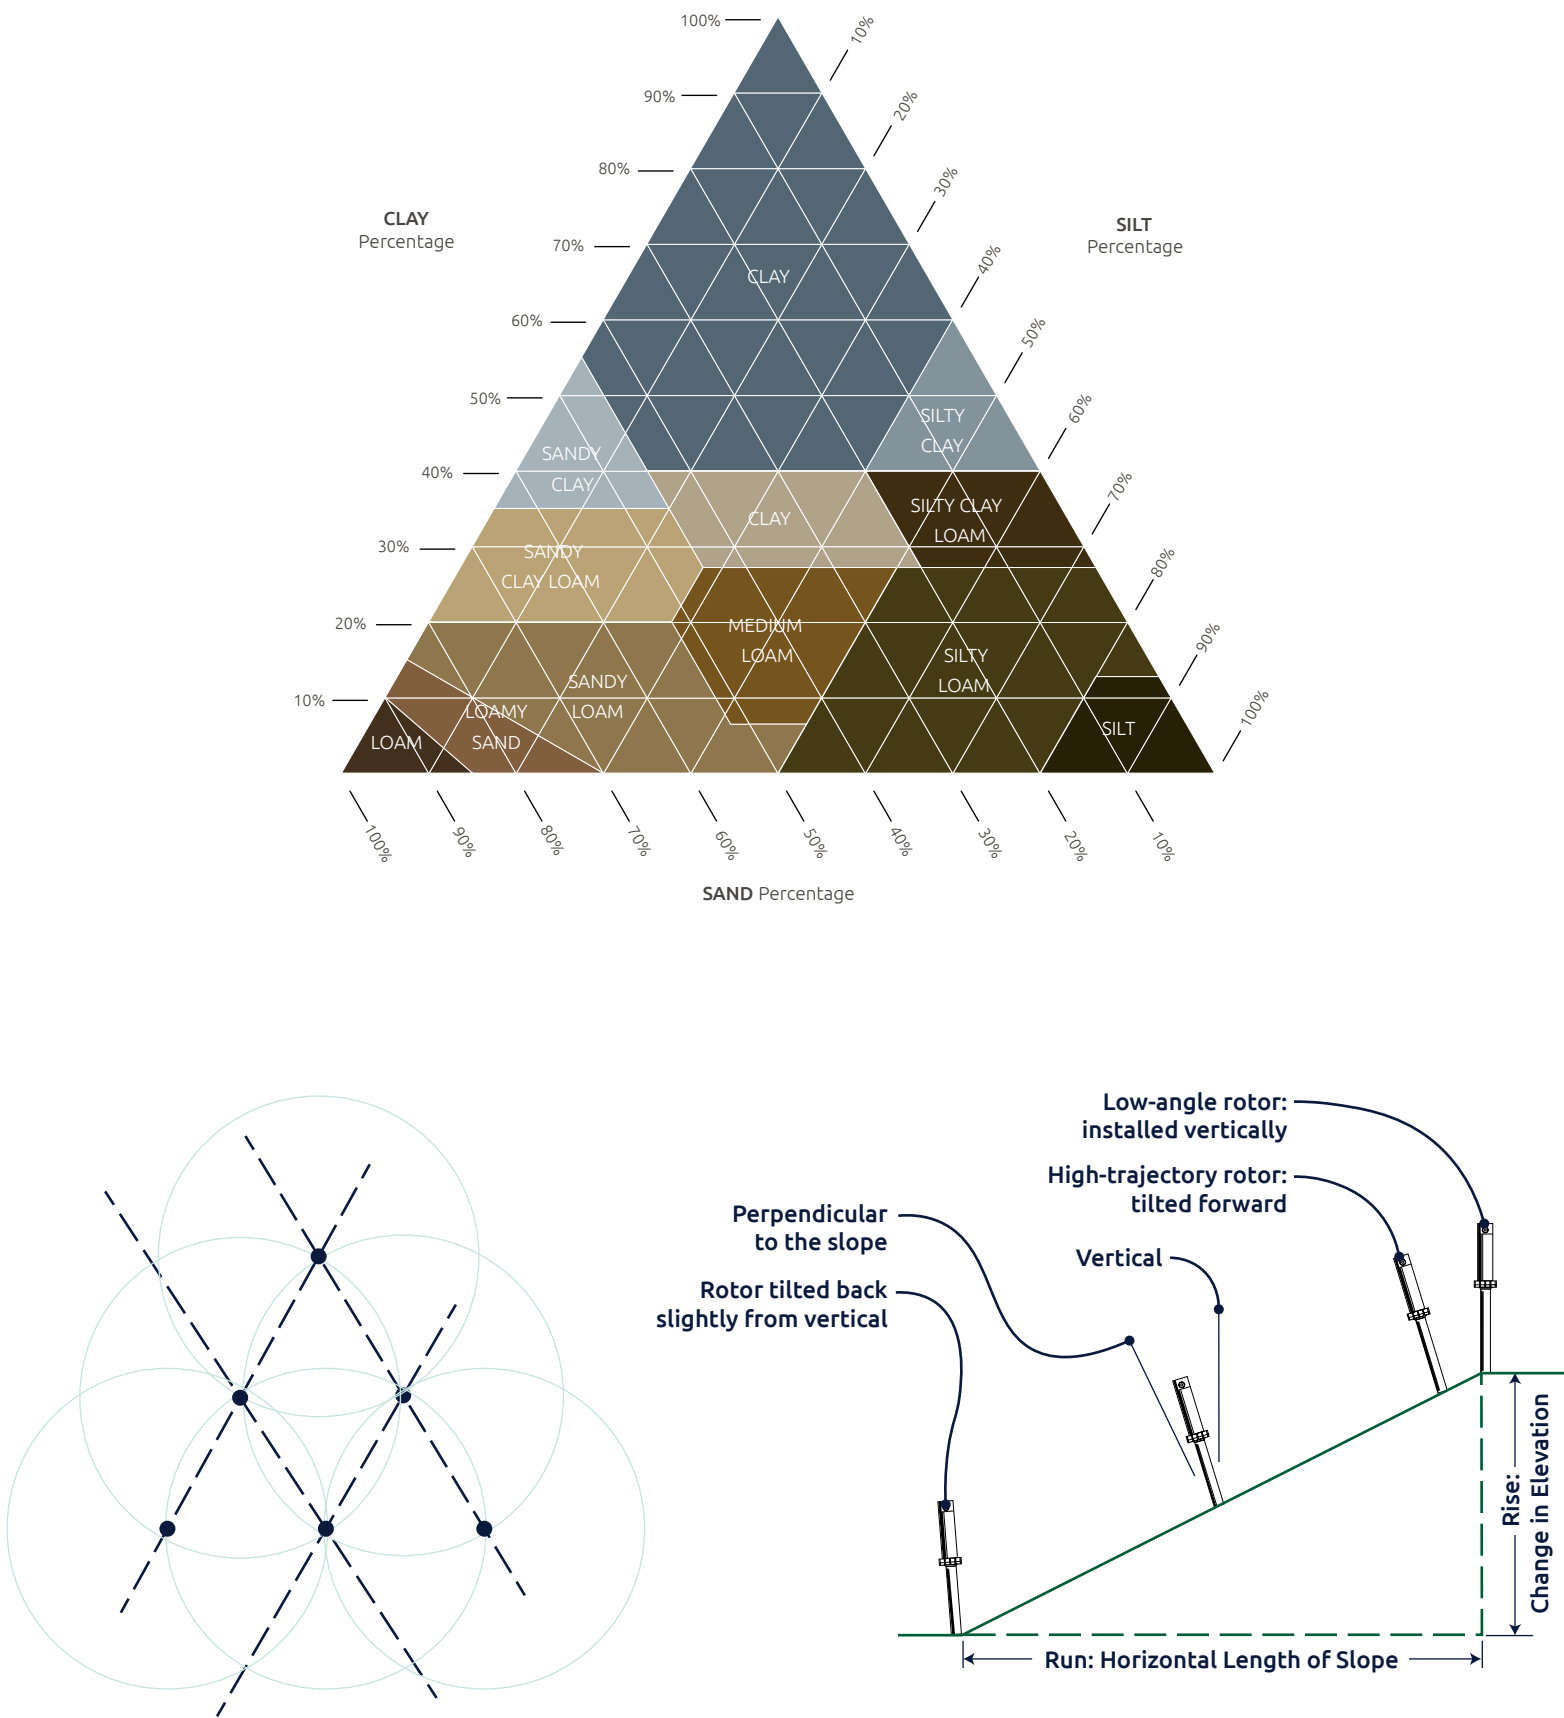 100%
90%
80%
70%
60%
50%
40%
30%
20%
10%
CLAY
Percentage
10%
20%
30%
40%
50%
60%
70%
80%
90%
100%
SILT
Percentage
CLAY
SILTY
CLAY
SANDY
CLAY
CLAY
SILTY CLAY
LOAM
SANDY
CLAY LOAM
MEDIUM
LOAM
SILTY
LOAM
SANDY
LOAM
LOAMY
SAND
LOAM
SILT
100%
90%
80%
70%
60%
50%
40%
30%
20%
10%
SAND Percentage
Low-angle rotor:
installed vertically
High-trajectory rotor:
tilted forward
Perpendicular
to the slope
Vertical
Rotor tilted back
slightly from vertical
Rise:
Change in Elevation
Run: Horizontal Length of Slope